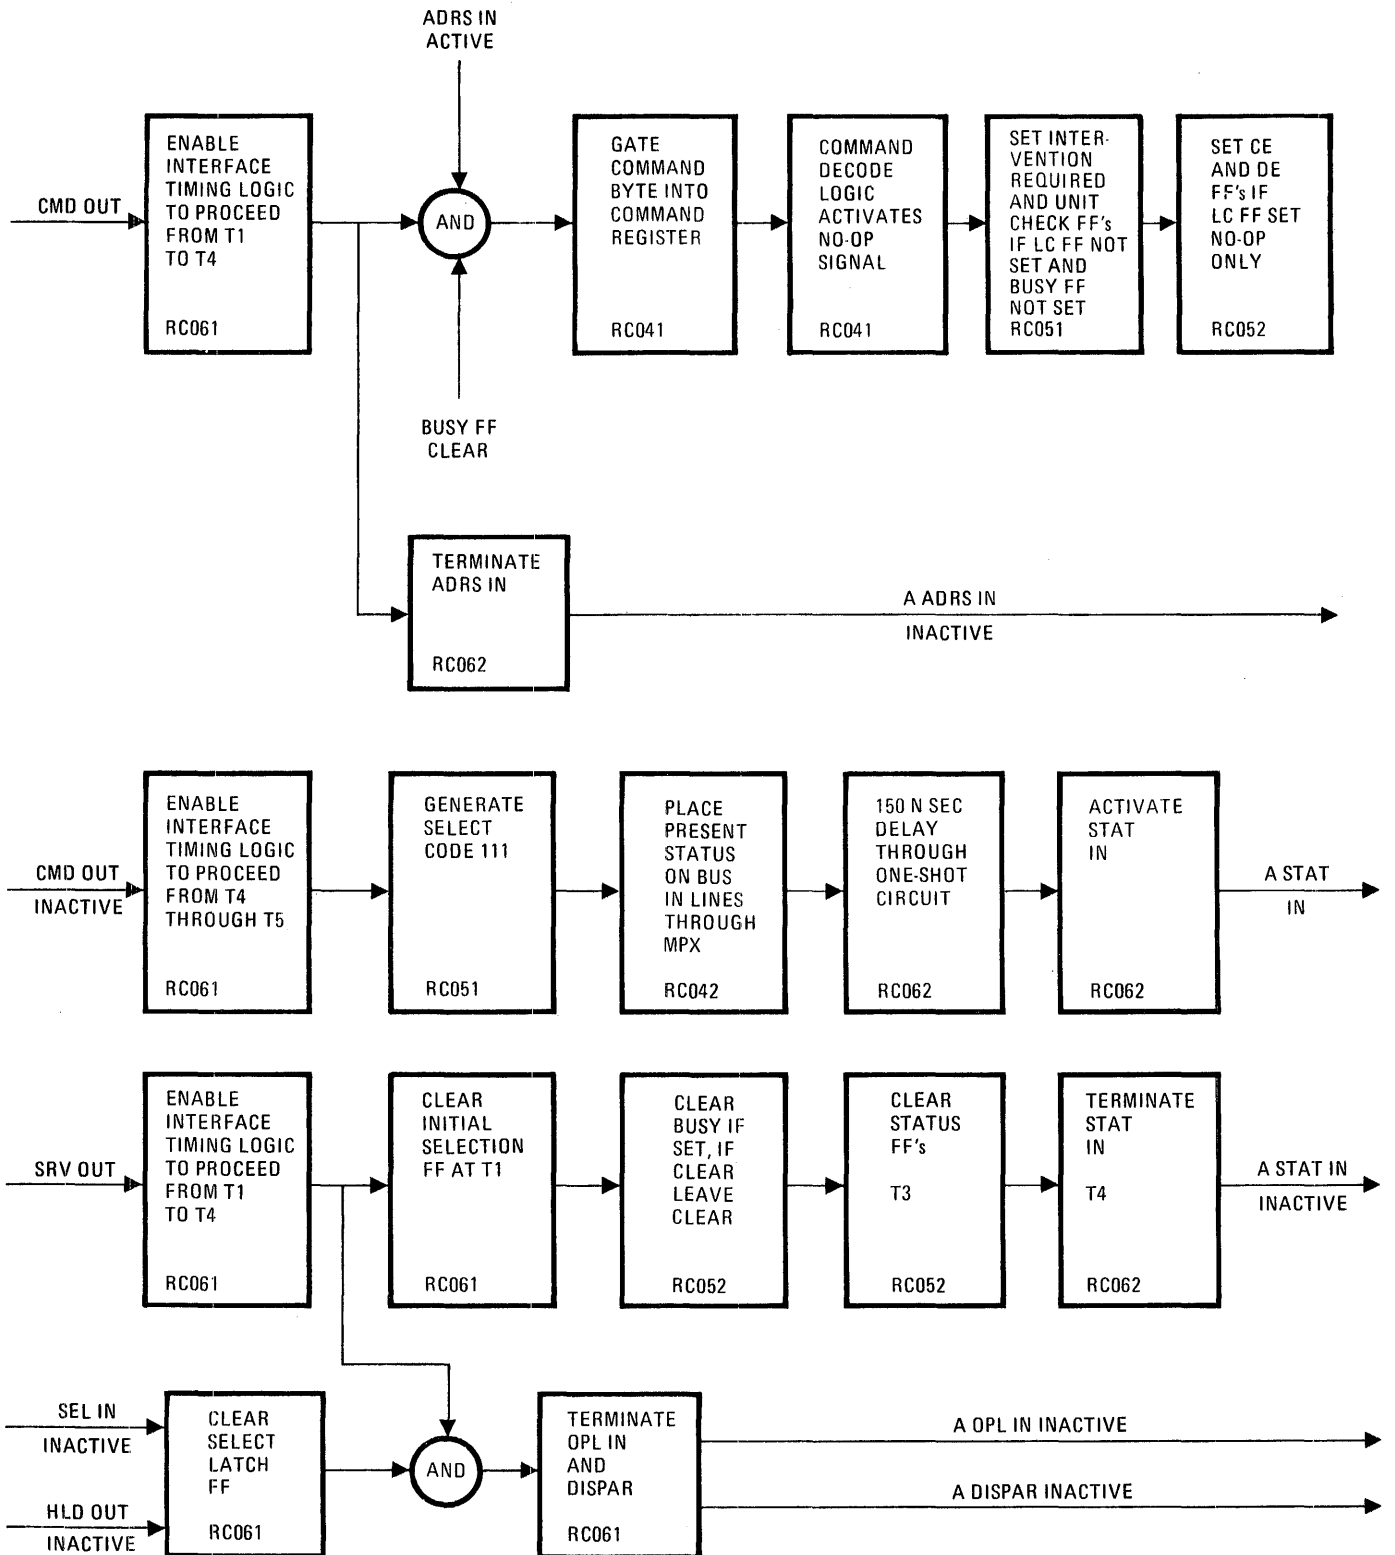 ADRS IN
ACTIVE
CMD OUT
ENABLE
INTERFACE
TIMING LOGIC
TO PROCEED
FROM T1
TO T4
RC061
AND
BUSY FF
CLEAR
GATE
COMMAND
BYTE INTO
COMMAND
REGISTER
RC041
COMMAND
DECODE
LOGIC
ACTIVATES
NO-OP
SIGNAL
RC041
SET INTER-
VENTION
REQUIRED
AND UNIT
CHECK FF's
IF LC FF NOT
SET AND
BUSY FF
NOT SET
RC051
SET CE
AND DE
FF's IF
LC FF SET
NO-OP
ONLY
RC052
TERMINATE
ADRS IN
RC062
A ADRS IN
INACTIVE
CMD OUT
INACTIVE
ENABLE
INTERFACE
TIMING LOGIC
TO PROCEED
FROM T4
THROUGH T5
RC061
GENERATE
SELECT
CODE 111
RC051
PLACE
PRESENT
STATUS
ON BUS
IN LINES
THROUGH
MPX
RC042
150 N SEC
DELAY
THROUGH
ONE-SHOT
CIRCUIT
RC062
ACTIVATE
STAT
IN
RC062
A STAT
IN
SRV OUT
ENABLE
INTERFACE
TIMING LOGIC
TO PROCEED
FROM T1
TO T4
RC061
CLEAR
INITIAL
SELECTION
FF AT T1
RC061
CLEAR
BUSY IF
SET, IF
CLEAR
LEAVE
CLEAR
RC052
CLEAR
STATUS
FF's
T3
RC052
TERMINATE
STAT
IN
T4
RC062
A STAT IN
INACTIVE
SEL IN
INACTIVE
HLD OUT
INACTIVE
CLEAR
SELECT
LATCH
FF
RC061
AND
TERMINATE
OPL IN
AND
DISPAR
RC061
A OPL IN INACTIVE
A DISPAR INACTIVE